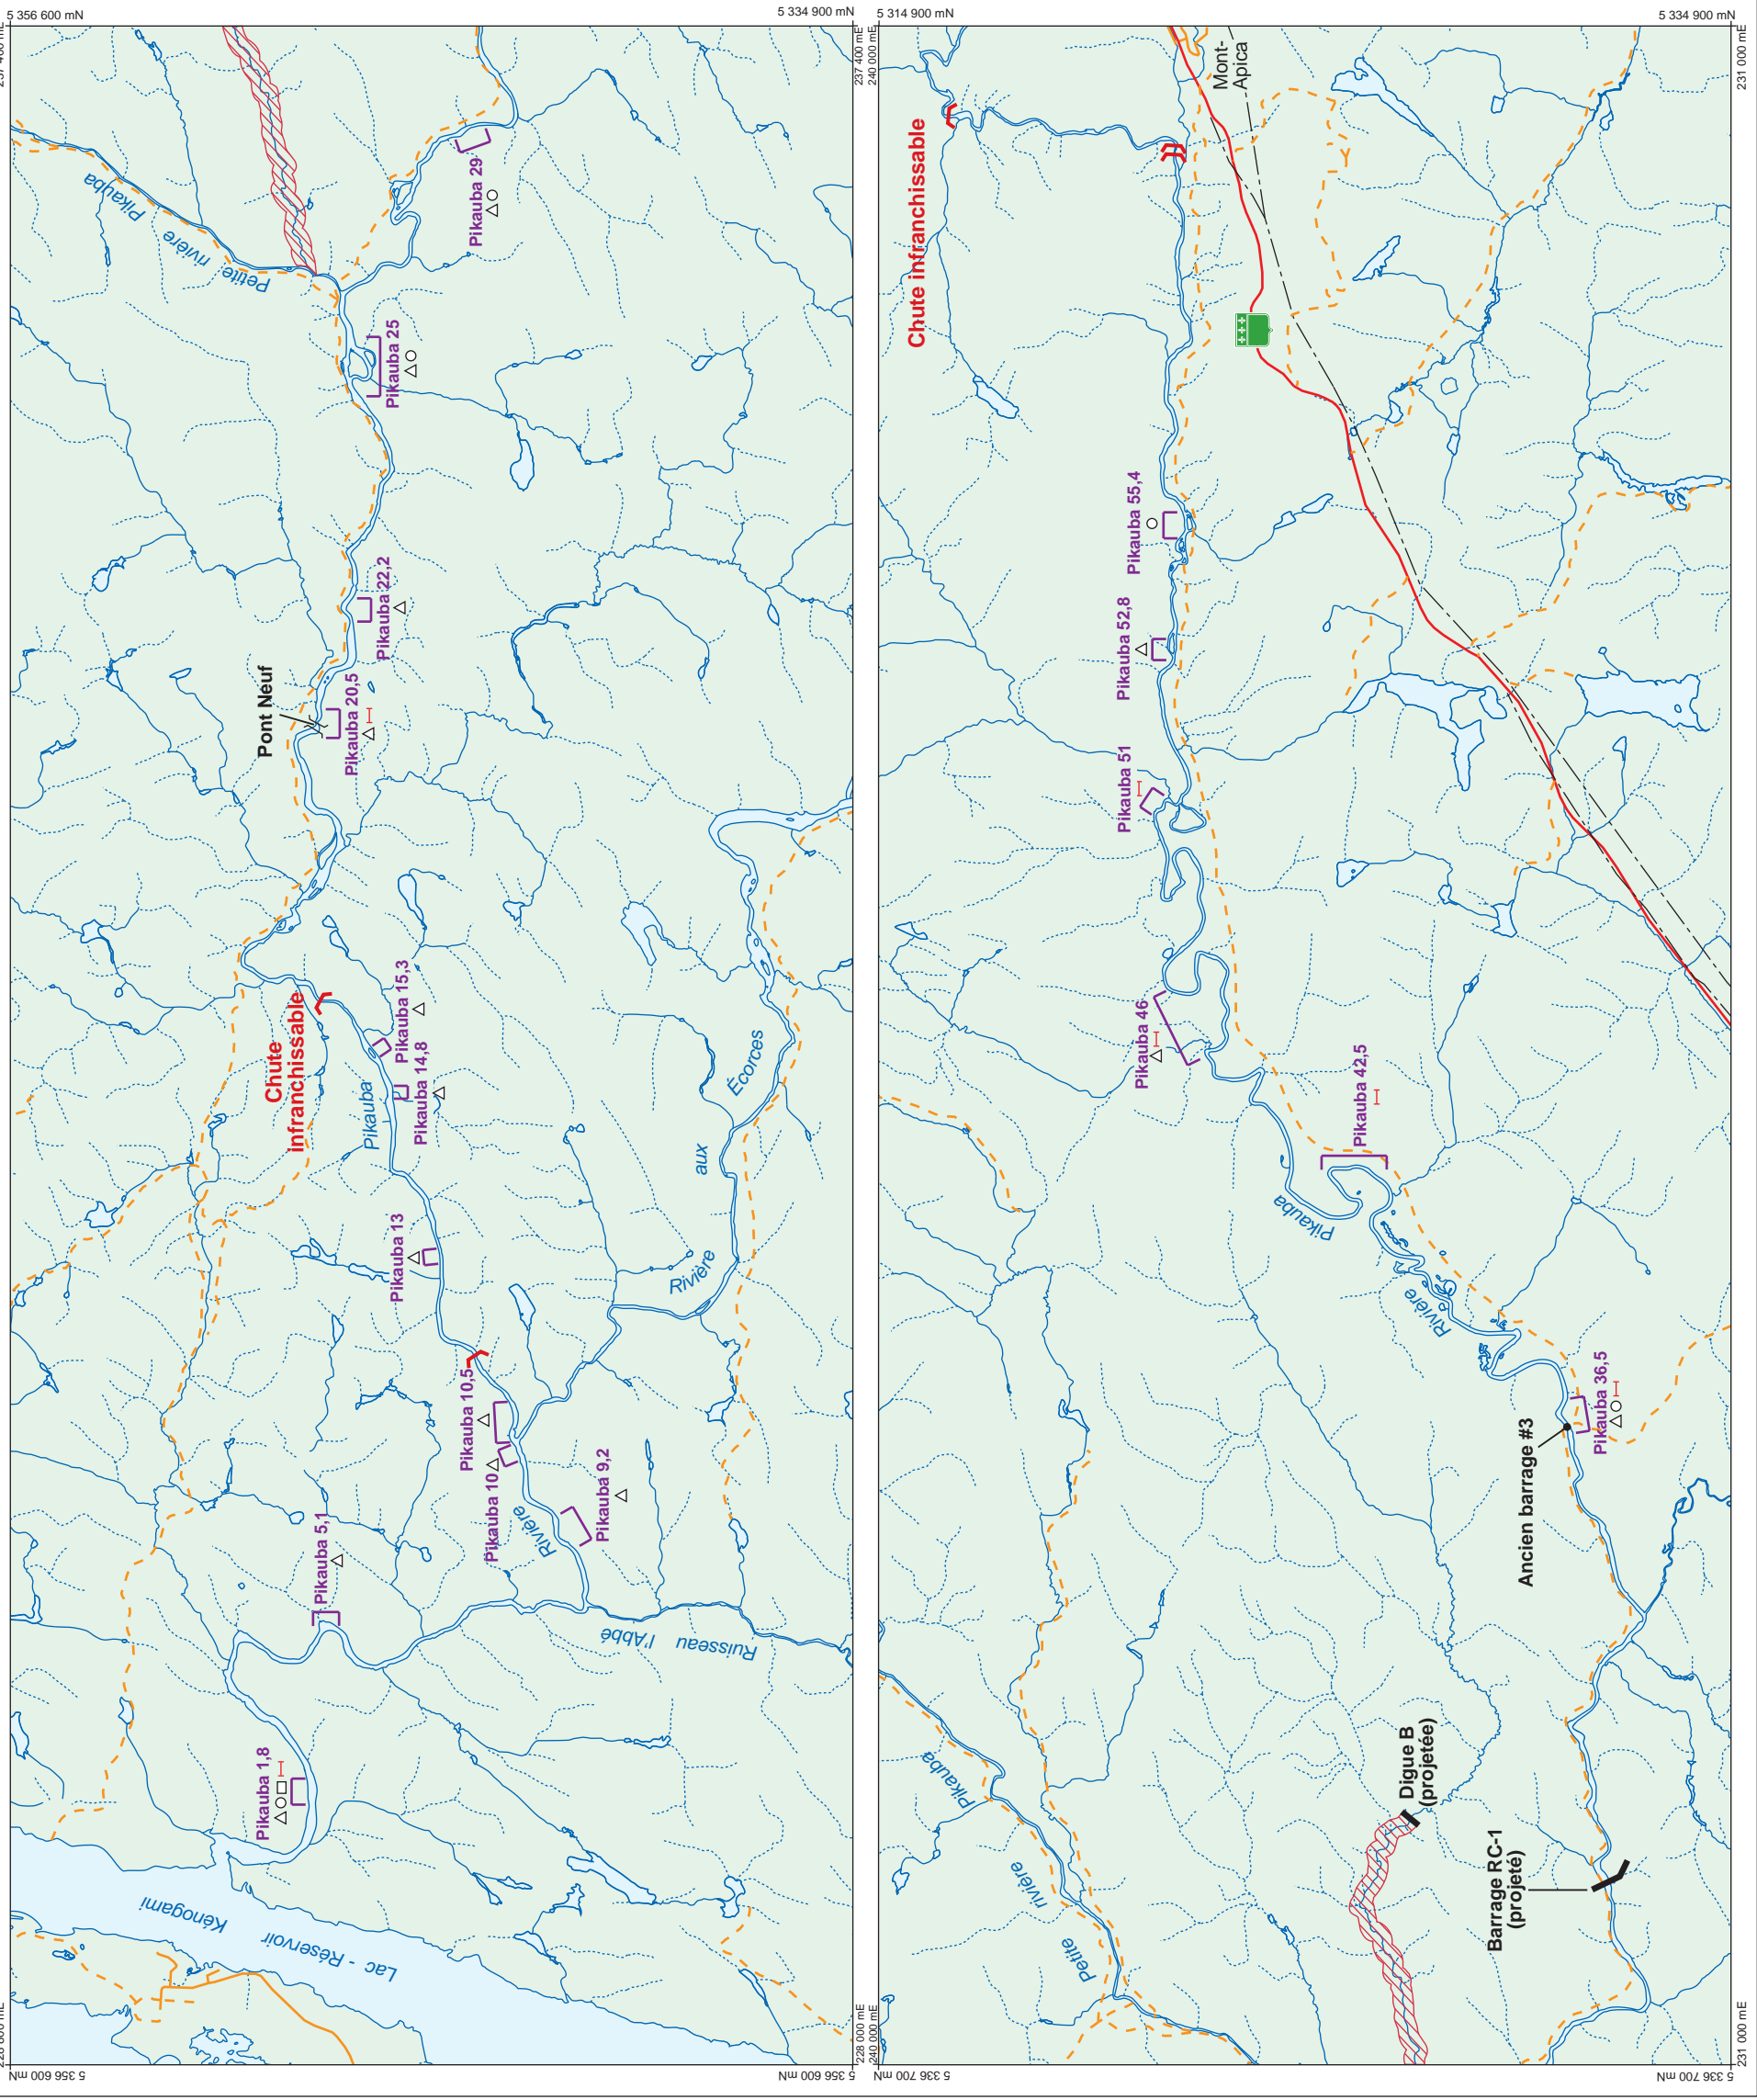 5 356 600 mN
5 334 900 mN
5 314 900 mN
5 334 900 mN
237 400 mE
240 000 mE
231 000 mE
Mont-
Apica
Chute infranchissable
Petite rivière Pikauba
Pikauba 29
Pikauba 25
Pikauba 22,2
Pont Neuf
Pikauba 20,5
I
Chute
infranchissable
Pikauba 15,3
Pikauba 14,8
Pikauba
Pikauba 13
Pikauba 10,5
Pikauba 10
Pikauba 9,2
Rivière
Rivière aux Écorces
Pikauba 5,1
Ruisseau l'Abbé
Pikauba 1,8
I
Lac - Réservoir Kénogami
Pikauba 55,4
Pikauba 52,8
Pikauba 51
I
Pikauba 46
I
Pikauba 42,5
I
Pikauba
Rivière
Pikauba 36,5
I
Ancien barrage #3
Petite rivière Pikauba
Digue B
(projetée)
Barrage RC-1
(projeté)
228 000 mE
240 000 mE
231 000 mE
5 356 600 mN
5 356 600 mN
5 336 700 mN
5 336 700 mN